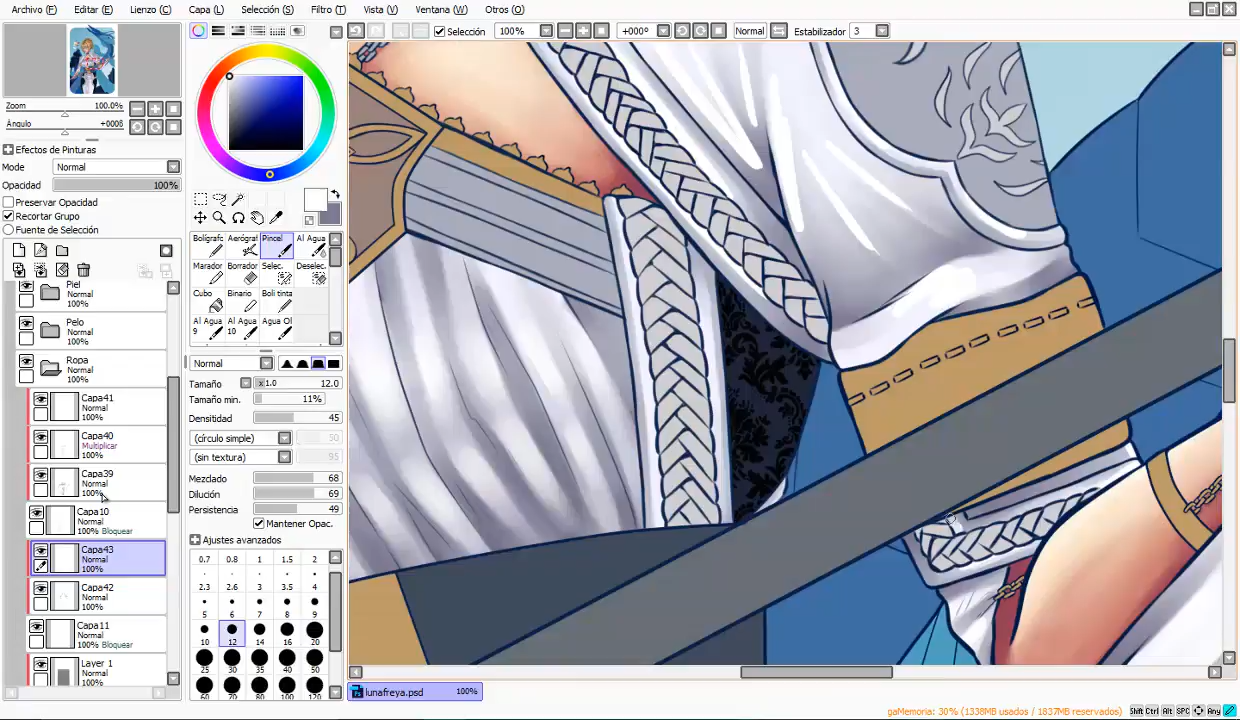 Archivo (F) Editar (E) Lienzo (C) Capa (L) Selección (S) Filtro (T) Vista (V) Ventana (W) Otros (O)
Selección 100% +000º Normal Estabilizador 3
Zoom 100.0%
Ángulo +000ß
Efectos de Pinturas
Mode Normal
Opacidad 100%
Preservar Opacidad
Recortar Grupo
Fuente de Selección
Piel
Normal
100%
Pelo
Normal
100%
Ropa
Normal
100%
Capa41
Normal
100%
Capa40
Multiplicar
100%
Capa39
Normal
100%
Capa10
Normal
100% Bloquear
Capa43
Normal
100%
Capa42
Normal
100%
Capa11
Normal
100% Bloquear
Layer 1
Normal
100%
Bolígrafo Aerógraf Pincel Al Agua
Marador Borrador Selec. Deselec.
Cubo Binario Boli tinta
Al Agua 9 Al Agua 10 Agua Ol
Normal
Tamaño x1.0 12.0
Tamaño min. 11%
Densitidad 45
(círculo simple) 50
(sin textura) 95
Mezclado 68
Dilución 69
Persistencia 49
Mantener Opac.
Ajustes avanzados
0.7 0.8 1 1.5 2
2.3 2.6 3 3.5 4
5 6 7 8 9
10 12 14 16 20
25 30 35 40 50
60 70 80 100 120
lunafreya.psd 100%
gaMemoria: 30% (1338MB usados / 1837MB reservados)
Shift Ctrl Alt SPC Any